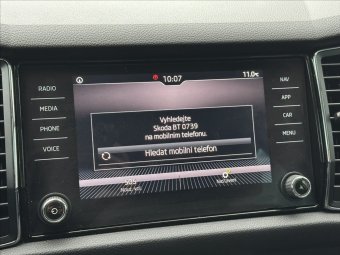 10:07
11.0°C
RADIO
MEDIA
PHONE
VOICE
NAV
APP
CAR
MENU
Vyhledejte
Skoda BT 0739
na mobilním telefonu.
Hledat mobilní telefon